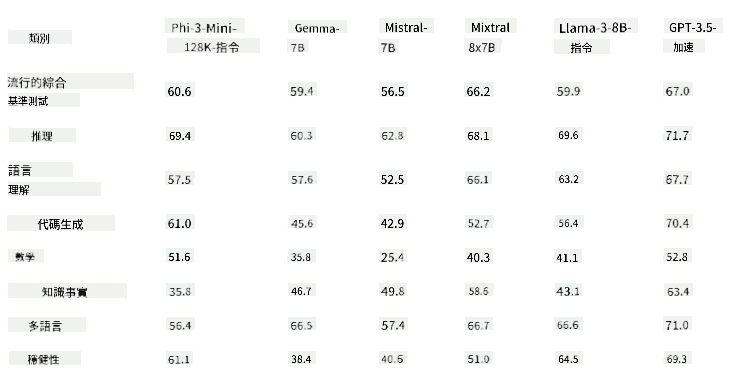 類別 Phi-3-Mini- Gemma- Mistral- Mixtral Llama-3-8B- GPT-3.5-
128K-指令 7B 7B 8x7B 指令 加速
流行的綜合
基準測試 60.6 59.4 56.5 66.2 59.9 67.0
推理 69.4 60.3 62.8 68.1 69.6 71.7
語言
理解 57.5 57.6 52.5 66.1 63.2 67.7
代碼生成 61.0 45.6 42.9 52.7 56.4 70.4
數學 51.6 35.8 25.4 40.3 41.1 52.8
知識事實 35.8 46.7 49.8 58.6 43.1 63.4
多語言 56.4 66.5 57.4 66.7 66.6 71.0
穩健性 61.1 38.4 40.6 51.0 64.5 69.3